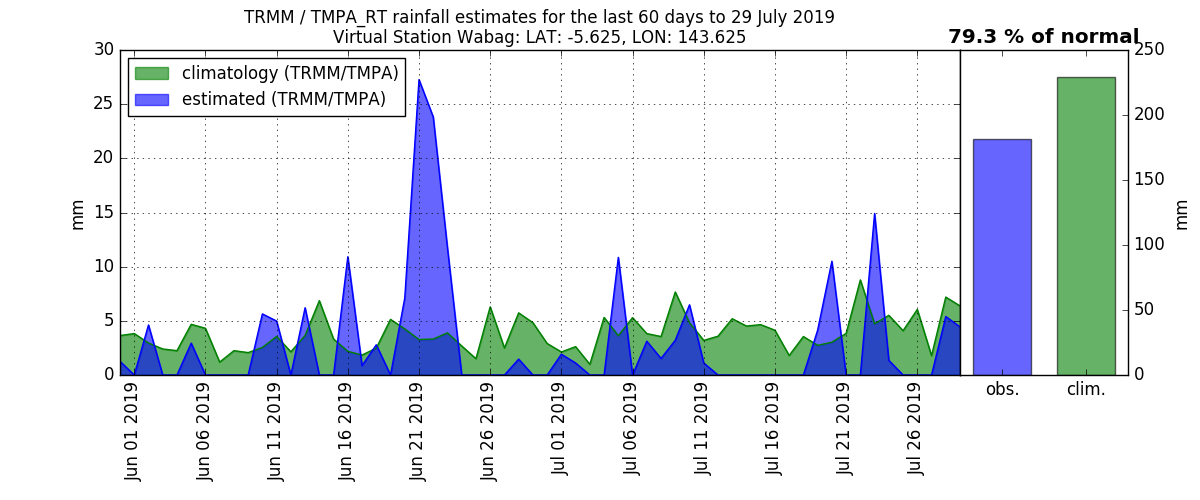 TRMM / TMPA_RT rainfall estimates for the last 60 days to 29 July 2019
Virtual Station Wabag: LAT: -5.625, LON: 143.625
79.3 % of normal
climatology (TRMM/TMPA)
estimated (TRMM/TMPA)
30
25
20
15
10
5
0
mm
250
200
150
100
50
0
mm
Jun 01 2019
Jun 06 2019
Jun 11 2019
Jun 16 2019
Jun 21 2019
Jun 26 2019
Jul 01 2019
Jul 06 2019
Jul 11 2019
Jul 16 2019
Jul 21 2019
Jul 26 2019
obs.
clim.